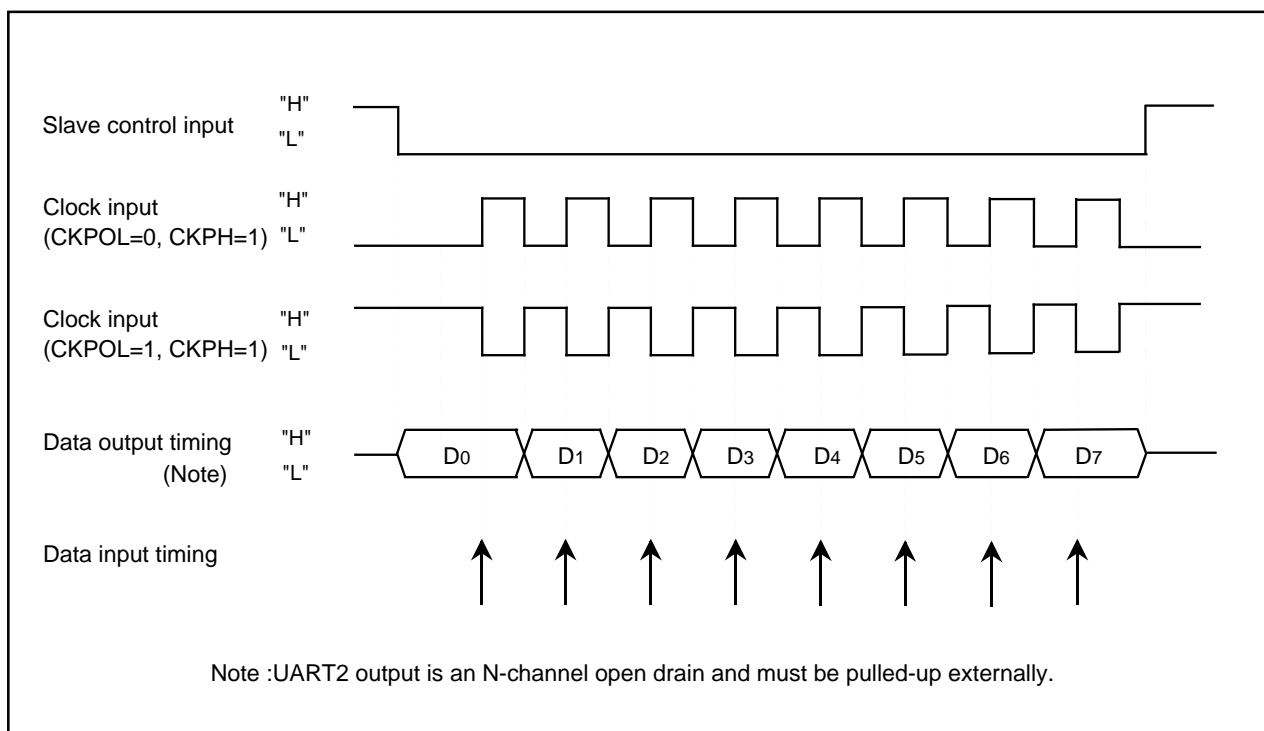 Slave control input
"H"
"L"
Clock input
(CKPOL=0, CKPH=1)
"H"
"L"
Clock input
(CKPOL=1, CKPH=1)
"H"
"L"
Data output timing
(Note)
"H"
"L"
D0 D1 D2 D3 D4 D5 D6 D7
Data input timing
Note :UART2 output is an N-channel open drain and must be pulled-up externally.